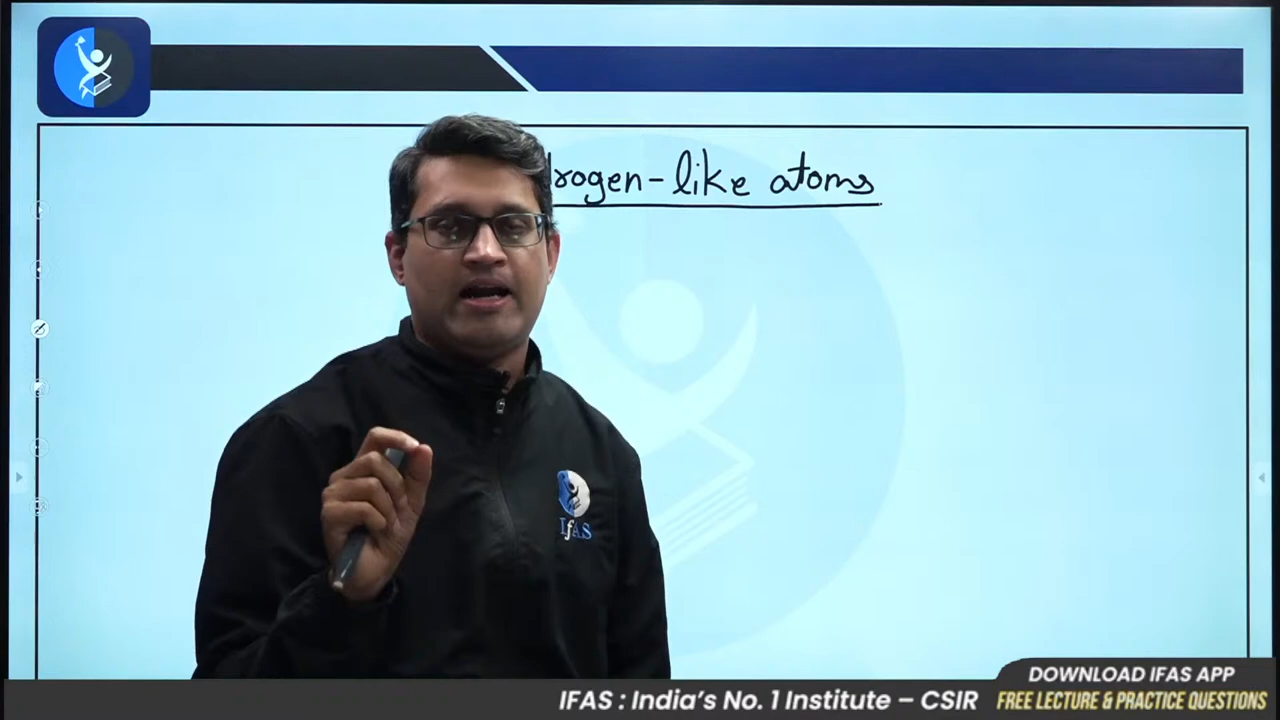 drogen-like atoms
IfAS
DOWNLOAD IFAS APP
IFAS : India's No. 1 Institute – CSIR
FREE LECTURE & PRACTICE QUESTIONS